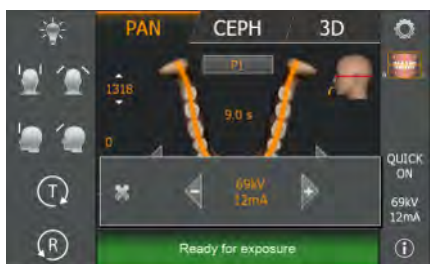 PAN
CEPH
3D
P1
1318
9.0 s
0
QUICK
ON
69kV
12mA
69kV
12mA
T
R
Ready for exposure